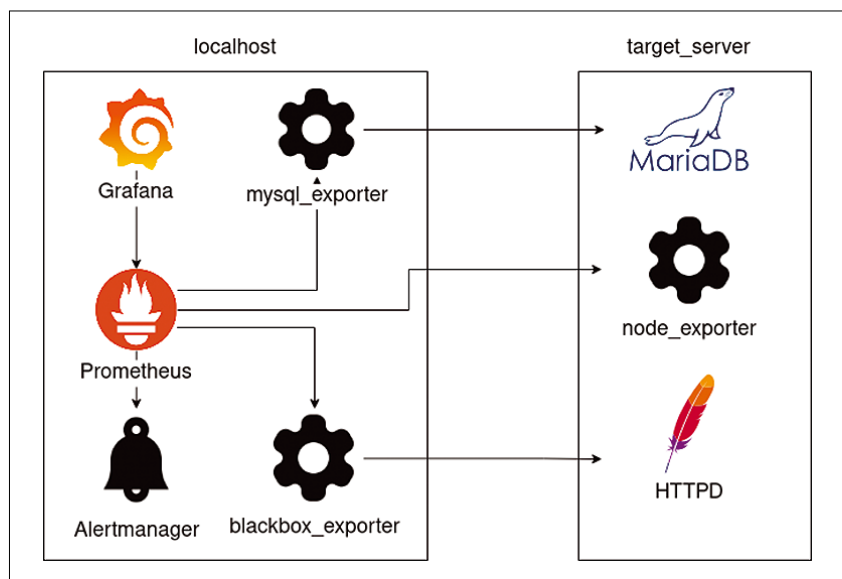 localhost
target_server
Grafana
mysql_exporter
MariaDB
Prometheus
node_exporter
Alertmanager
blackbox_exporter
HTTPD